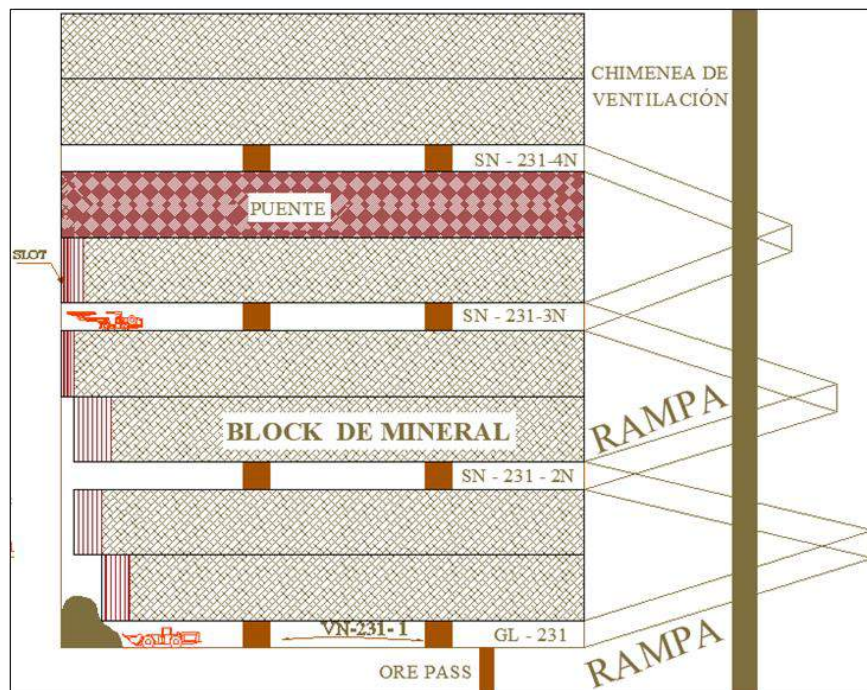 CHIMENEA DE
VENTILACIÓN
SN - 231-4N
PUENTE
SLOT
SN - 231-3N
RAMPA
BLOCK DE MINERAL
SN - 231 - 2N
VN-231- 1
GL - 231
RAMPA
ORE PASS